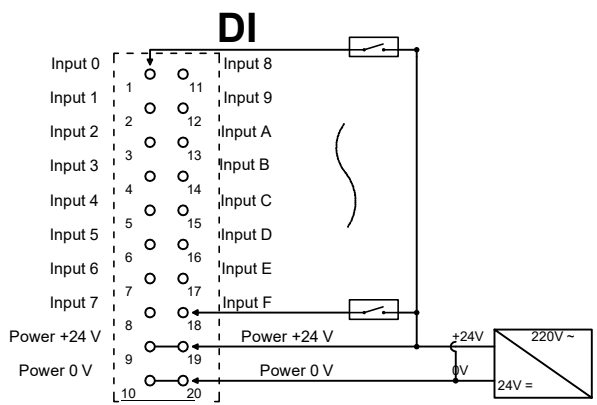 DI
Input 0
Input 8
1
11
Input 1
Input 9
2
12
Input 2
Input A
3
13
Input 3
Input B
4
14
Input 4
Input C
5
15
Input 5
Input D
6
16
Input 6
Input E
7
17
Input 7
Input F
8
18
Power +24 V
Power +24 V
+24V
220V ~
9
19
Power 0 V
Power 0 V
0V
24V =
10
20